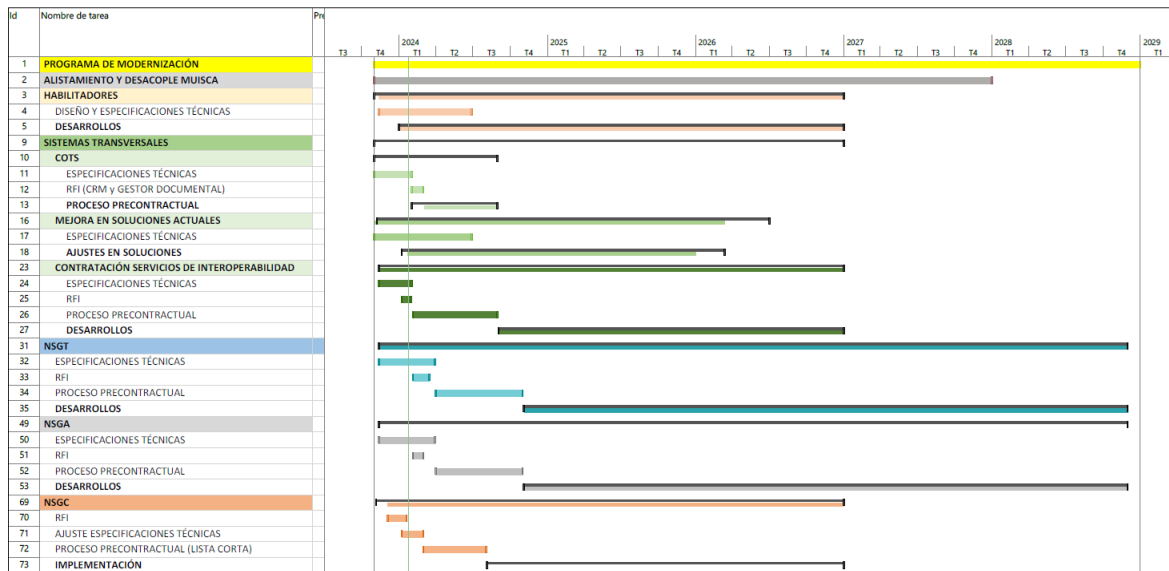 Id Nombre de tarea Pre
2024 2025 2026 2027 2028 2029
T3 T4 T1 T2 T3 T4 T1 T2 T3 T4 T1 T2 T3 T4 T1 T2 T3 T4 T1 T2 T3 T4 T1
1 PROGRAMA DE MODERNIZACIÓN
2 ALISTAMIENTO Y DESACOPLE MUISCA
3 HABILITADORES
4 DISEÑO Y ESPECIFICACIONES TÉCNICAS
5 DESARROLLOS
9 SISTEMAS TRANSVERSALES
10 COTS
11 ESPECIFICACIONES TÉCNICAS
12 RFI (CRM y GESTOR DOCUMENTAL)
13 PROCESO PRECONTRACTUAL
16 MEJORA EN SOLUCIONES ACTUALES
17 ESPECIFICACIONES TÉCNICAS
18 AJUSTES EN SOLUCIONES
23 CONTRATACIÓN SERVICIOS DE INTEROPERABILIDAD
24 ESPECIFICACIONES TÉCNICAS
25 RFI
26 PROCESO PRECONTRACTUAL
27 DESARROLLOS
31 NSGT
32 ESPECIFICACIONES TÉCNICAS
33 RFI
34 PROCESO PRECONTRACTUAL
35 DESARROLLOS
49 NSGA
50 ESPECIFICACIONES TÉCNICAS
51 RFI
52 PROCESO PRECONTRACTUAL
53 DESARROLLOS
69 NSGC
70 RFI
71 AJUSTE ESPECIFICACIONES TÉCNICAS
72 PROCESO PRECONTRACTUAL (LISTA CORTA)
73 IMPLEMENTACIÓN